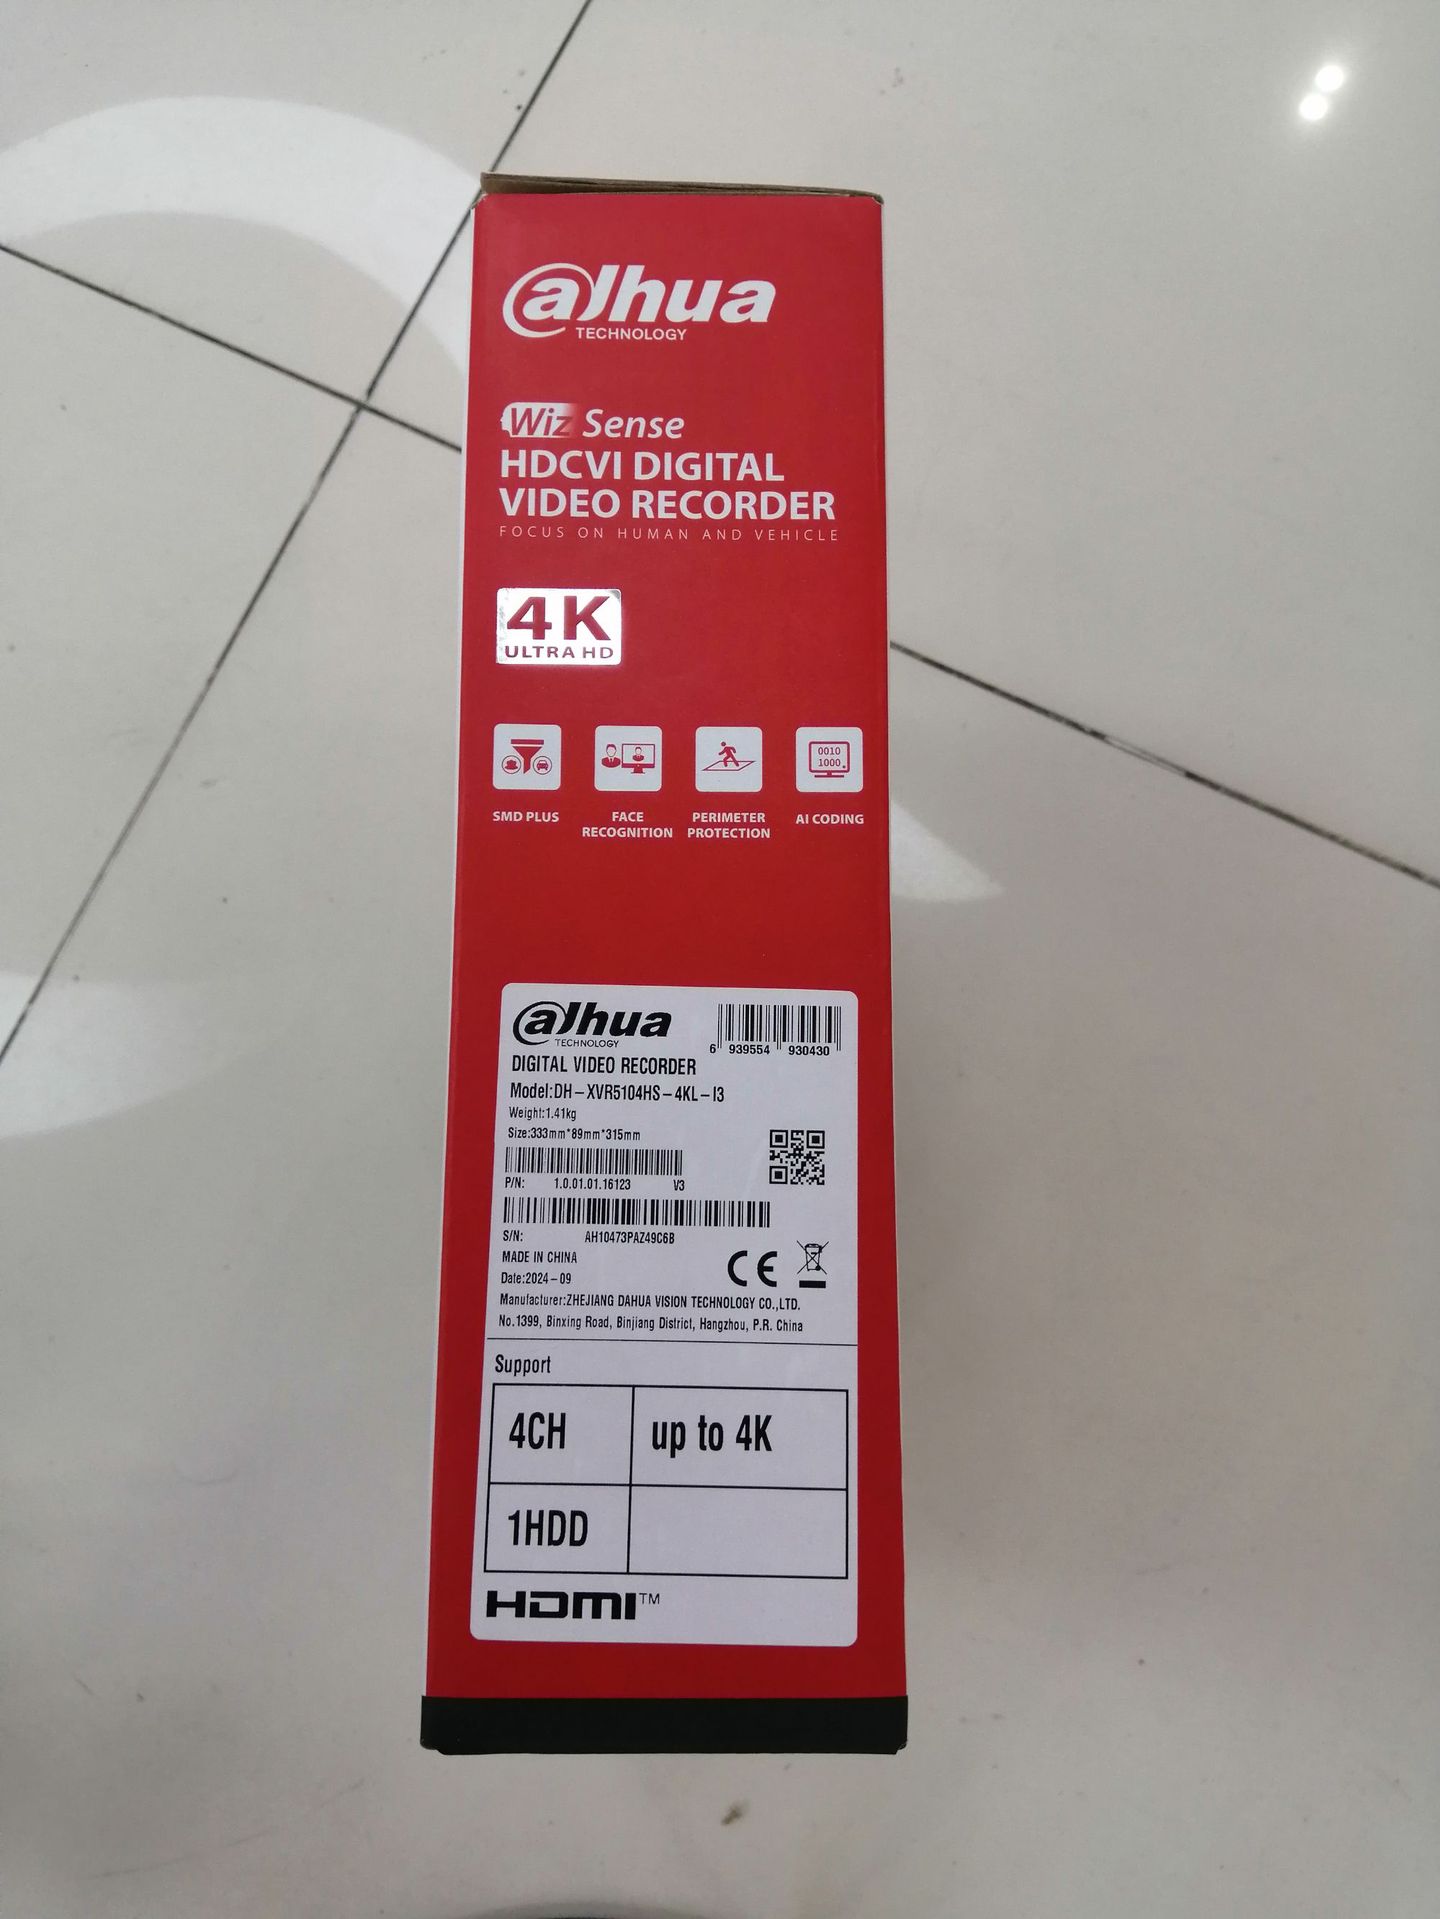 alhua
TECHNOLOGY
Wiz Sense
HDCVI DIGITAL
VIDEO RECORDER
FOCUS ON HUMAN AND VEHICLE
4K
ULTRA HD
0010
1000
SMD PLUS
FACE
RECOGNITION
PERIMETER
PROTECTION
AI CODING
alhua
TECHNOLOGY
6 939554 930430
DIGITAL VIDEO RECORDER
Model:DH-XVR5104HS-4KL-I3
Weight:1.41kg
Size:333mm*89mm*315mm
P/N: 1.0.01.01.16123 V3
S/N: AH10473PAZ49C6B
MADE IN CHINA
Date:2024-09
CE
Manufacturer:ZHEJIANG DAHUA VISION TECHNOLOGY CO.,LTD.
No.1399, Binxing Road, Binjiang District, Hangzhou, P.R. China
Support
4CH up to 4K
1HDD
HDMI™